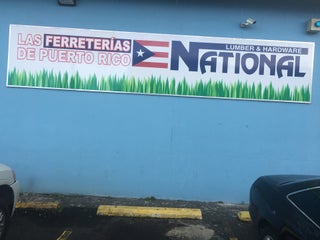 LAS FERRETERÍAS
DE PUERTO RICO
LUMBER & HARDWARE
NATIONAL